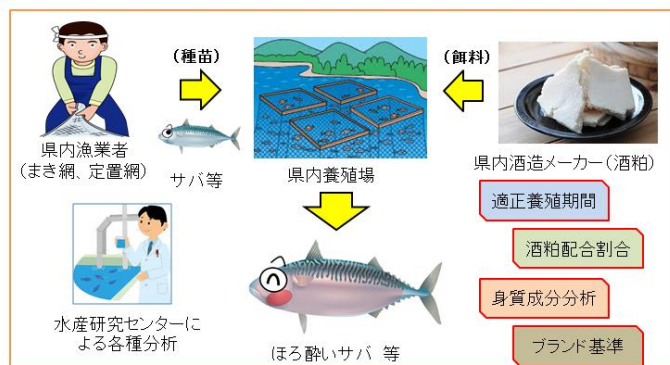 (種苗)
(餌料)
県内漁業者
(まき網、定置網)
サバ等
県内養殖場
県内酒造メーカー(酒粕)
適正養殖期間
酒粕配合割合
身質成分分析
ブランド基準
水産研究センターに
よる各種分析
ほろ酔いサバ 等